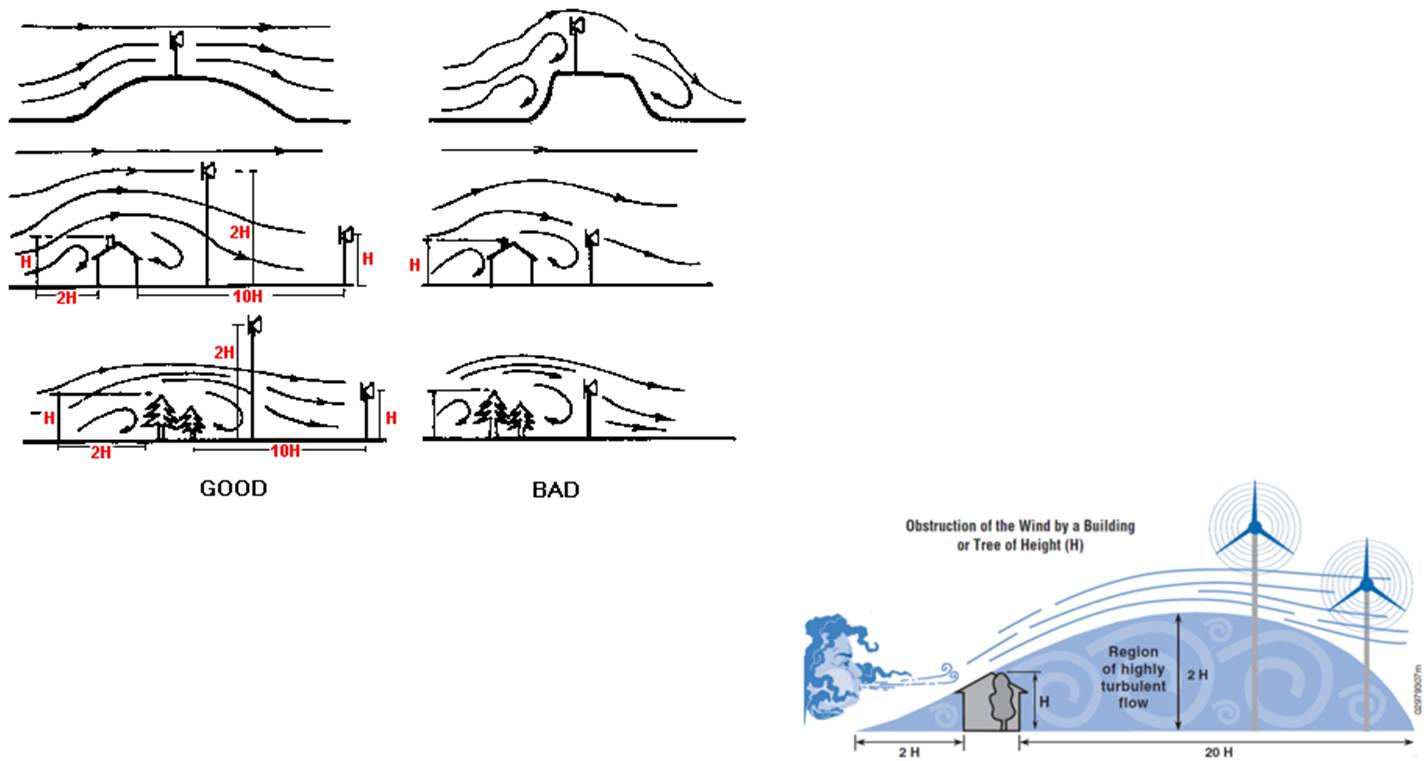 2H
H
H
2H
10H
H
2H
H
H
2H
10H
GOOD
BAD
Obstruction of the Wind by a Building
or Tree of Height (H)
Region
of highly
turbulent
flow
2 H
H
2 H
20 H
02979307m